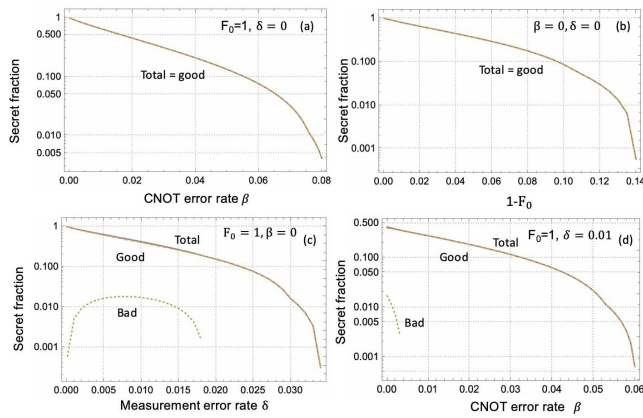 F₀=1, δ = 0 (a)
Total = good
1
0.500
0.100
0.050
0.010
0.005
Secret fraction
0.00 0.02 0.04 0.06 0.08
CNOT error rate β
β = 0, δ = 0 (b)
Total = good
1
0.100
0.010
0.001
Secret fraction
0.00 0.02 0.04 0.06 0.08 0.10 0.12 0.14
1-F₀
F₀ = 1, β = 0 (c)
Total
Good
Bad
1
0.100
0.010
0.001
Secret fraction
0.000 0.005 0.010 0.015 0.020 0.025 0.030
Measurement error rate δ
F₀=1, δ = 0.01 (d)
Total
Good
Bad
0.500
0.100
0.050
0.010
0.005
0.001
Secret fraction
0.00 0.01 0.02 0.03 0.04 0.05 0.06
CNOT error rate β